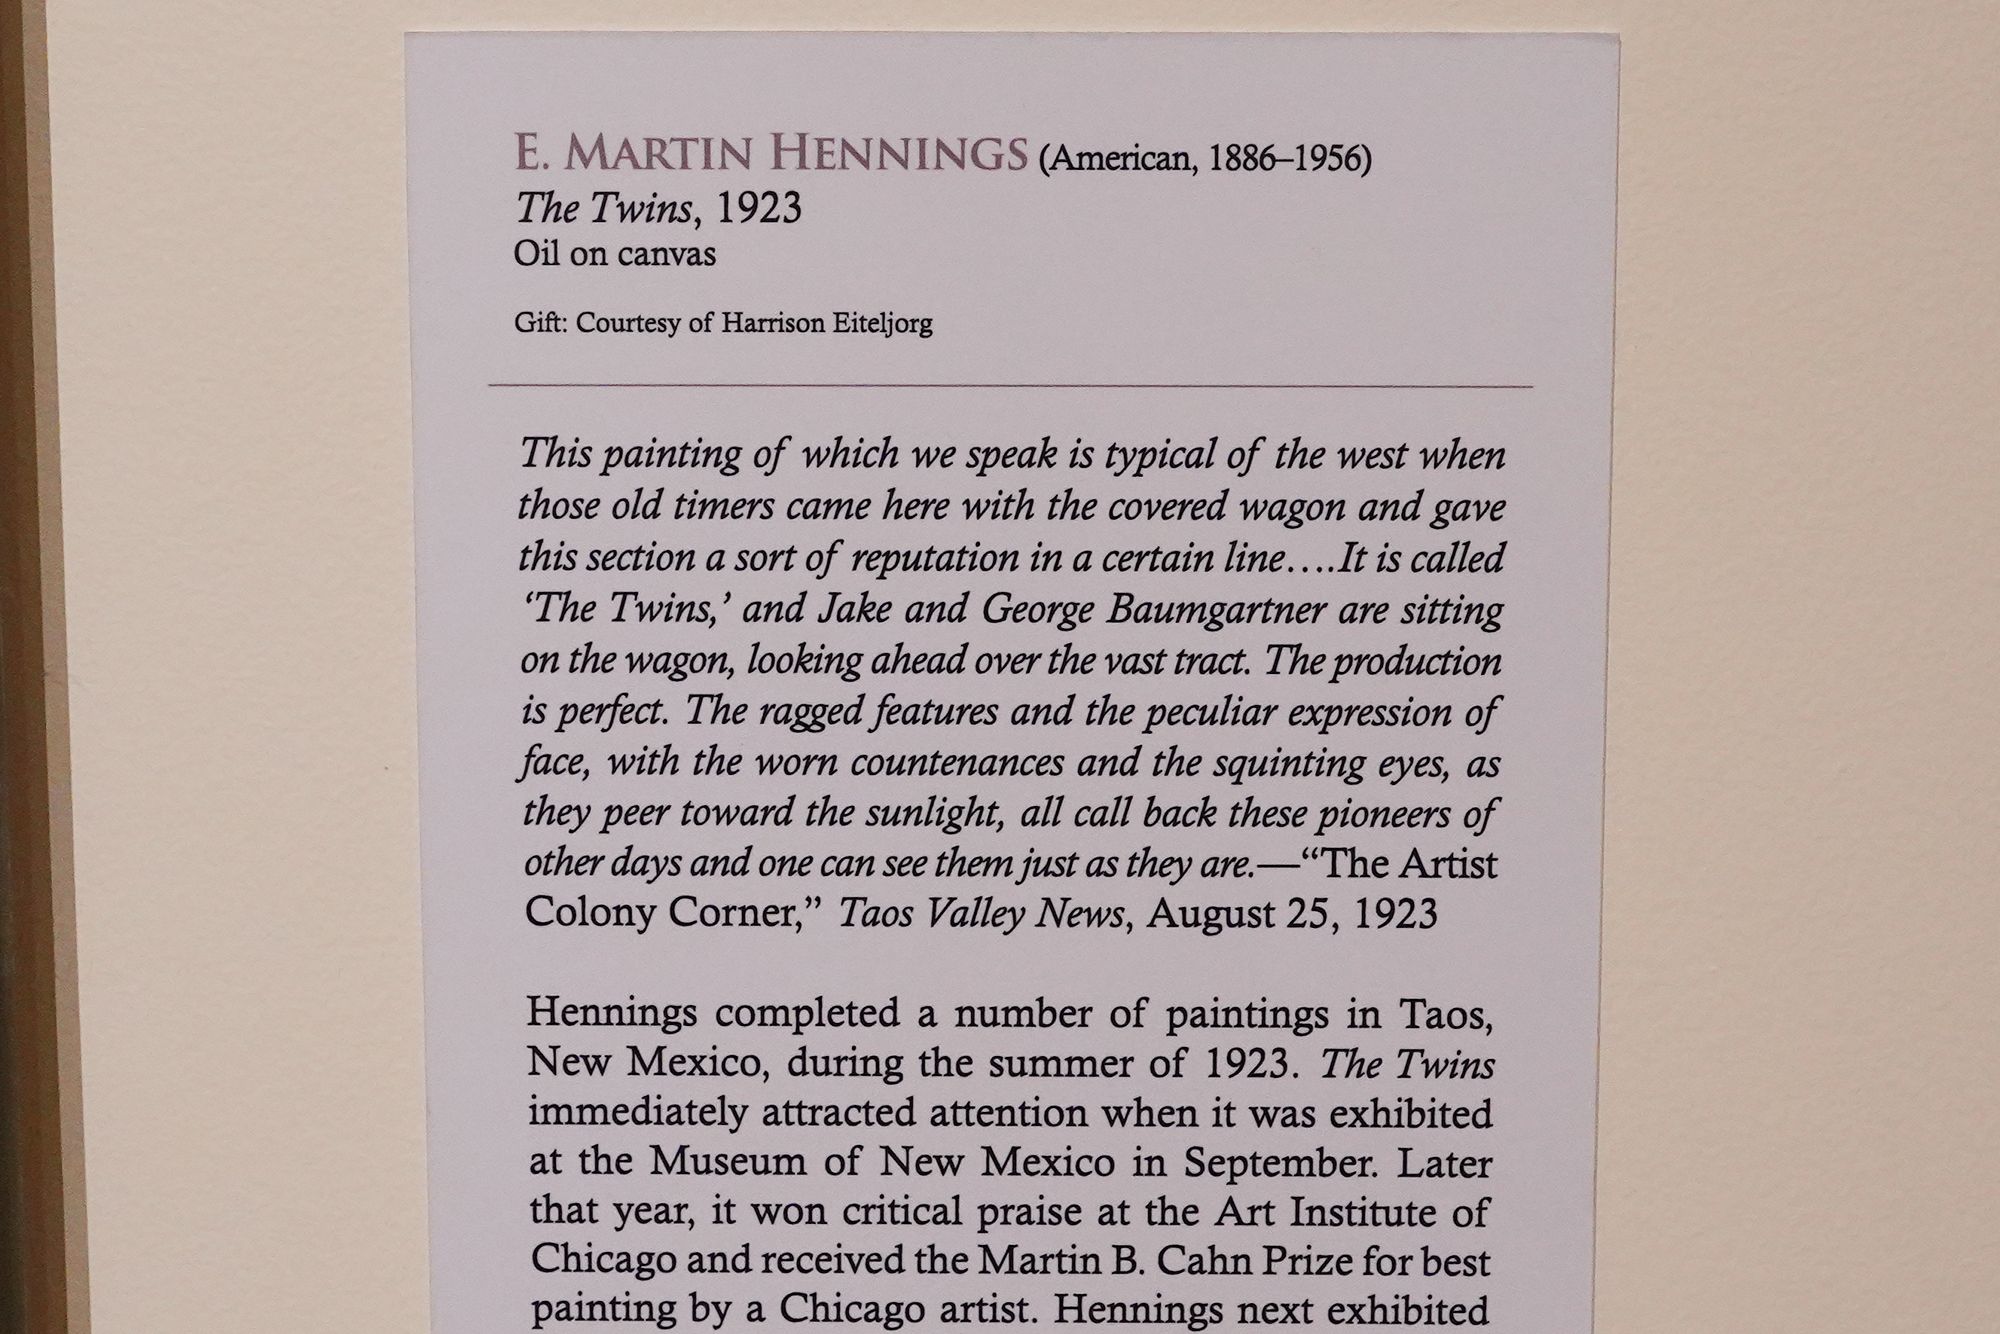 E. MARTIN HENNINGS (American, 1886–1956)
The Twins, 1923
Oil on canvas
Gift: Courtesy of Harrison Eiteljorg
This painting of which we speak is typical of the west when
those old timers came here with the covered wagon and gave
this section a sort of reputation in a certain line….It is called
‘The Twins,’ and Jake and George Baumgartner are sitting
on the wagon, looking ahead over the vast tract. The production
is perfect. The ragged features and the peculiar expression of
face, with the worn countenances and the squinting eyes, as
they peer toward the sunlight, all call back these pioneers of
other days and one can see them just as they are.—“The Artist
Colony Corner,” Taos Valley News, August 25, 1923
Hennings completed a number of paintings in Taos,
New Mexico, during the summer of 1923. The Twins
immediately attracted attention when it was exhibited
at the Museum of New Mexico in September. Later
that year, it won critical praise at the Art Institute of
Chicago and received the Martin B. Cahn Prize for best
painting by a Chicago artist. Hennings next exhibited